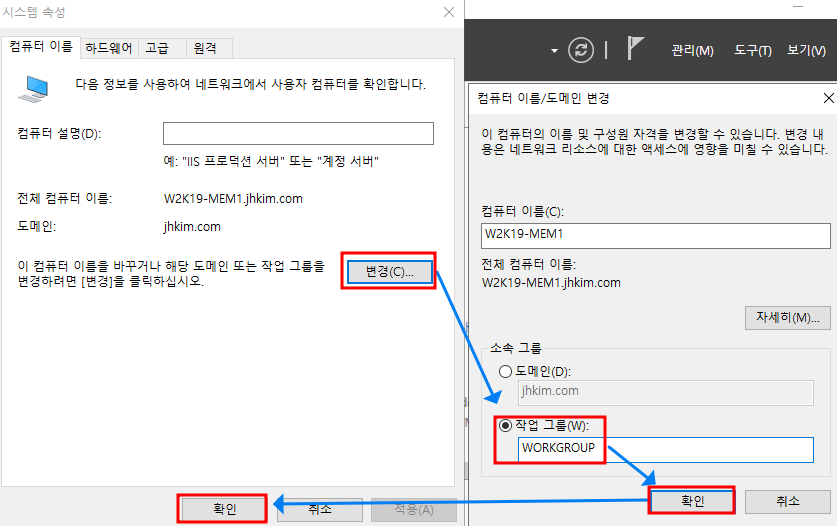 시스템 속성
컴퓨터 이름
하드웨어
고급
원격
다음 정보를 사용하여 네트워크에서 사용자 컴퓨터를 확인합니다.
컴퓨터 설명(D):
예: "IIS 프로덕션 서버" 또는 "계정 서버"
전체 컴퓨터 이름:
W2K19-MEM1.jhkim.com
도메인:
jhkim.com
이 컴퓨터 이름을 바꾸거나 해당 도메인 또는 작업 그룹을
변경하려면 [변경]을 클릭하십시오.
변경(C)...
확인
취소
적용(A)
관리(M)
도구(T)
보기(V)
컴퓨터 이름/도메인 변경
이 컴퓨터의 이름 및 구성원 자격을 변경할 수 있습니다. 변경 내
용은 네트워크 리소스에 대한 액세스에 영향을 미칠 수 있습니다.
컴퓨터 이름(C):
W2K19-MEM1
전체 컴퓨터 이름:
W2K19-MEM1.jhkim.com
자세히(M)...
소속 그룹
도메인(D):
jhkim.com
작업 그룹(W):
WORKGROUP
확인
취소